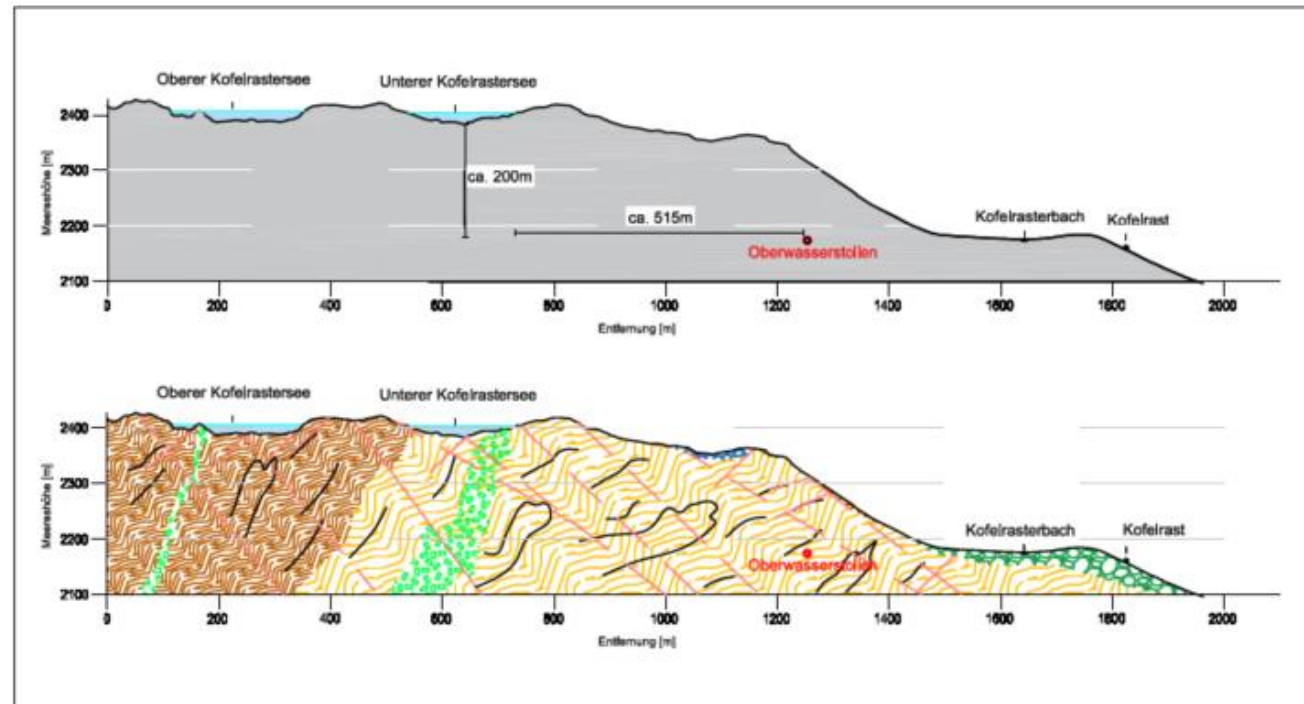 Oberer Kofelrastersee
Unterer Kofelrastersee
2400
2300
2200
2100
Meereshöhe [m]
ca. 200m
ca. 515m
Oberwasserstollen
Kofelrasterbach
Kofelrast
0 200 400 600 800 1000 1200 1400 1600 1800 2000
Entfernung [m]
Oberer Kofelrastersee
Unterer Kofelrastersee
2400
2300
2200
2100
Meereshöhe [m]
Oberwasserstollen
Kofelrasterbach
Kofelrast
0 200 400 600 800 1000 1200 1400 1600 1800 2000
Entfernung [m]